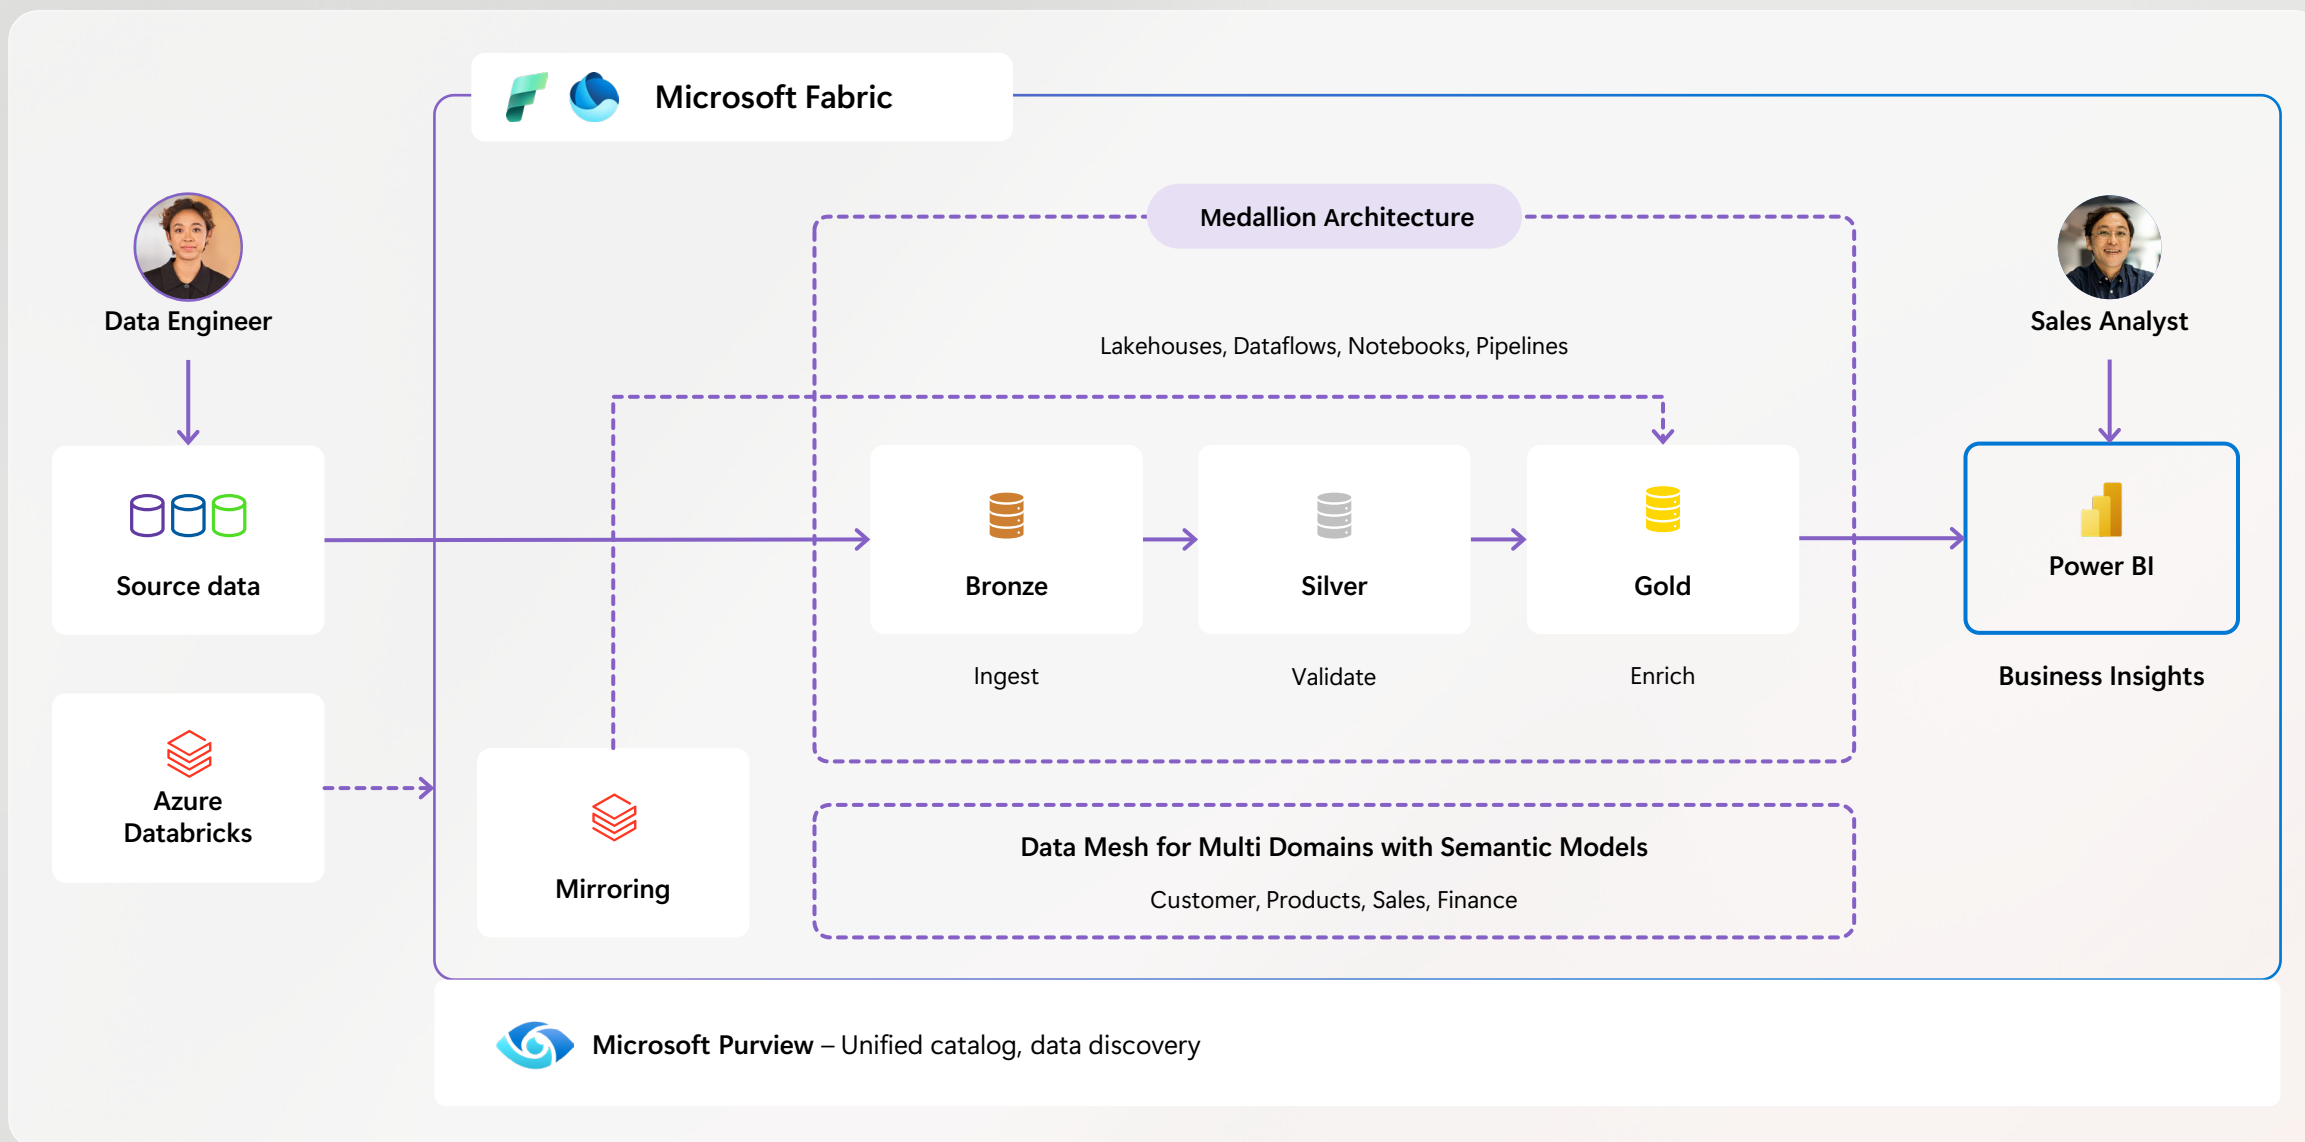 Microsoft Fabric
Medallion Architecture
Data Engineer
Sales Analyst
Lakehouses, Dataflows, Notebooks, Pipelines
Source data
Bronze
Silver
Gold
Power BI
Ingest
Validate
Enrich
Business Insights
Azure
Databricks
Mirroring
Data Mesh for Multi Domains with Semantic Models
Customer, Products, Sales, Finance
Microsoft Purview – Unified catalog, data discovery